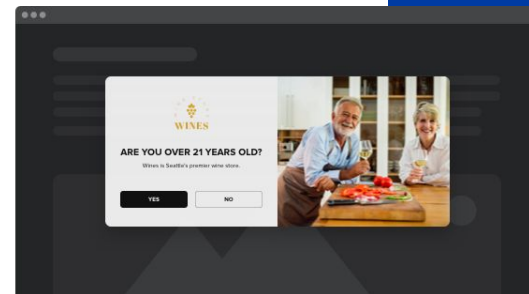 WINES
ARE YOU OVER 21 YEARS OLD?
Wines is Seattle's premier wine store.
YES
NO